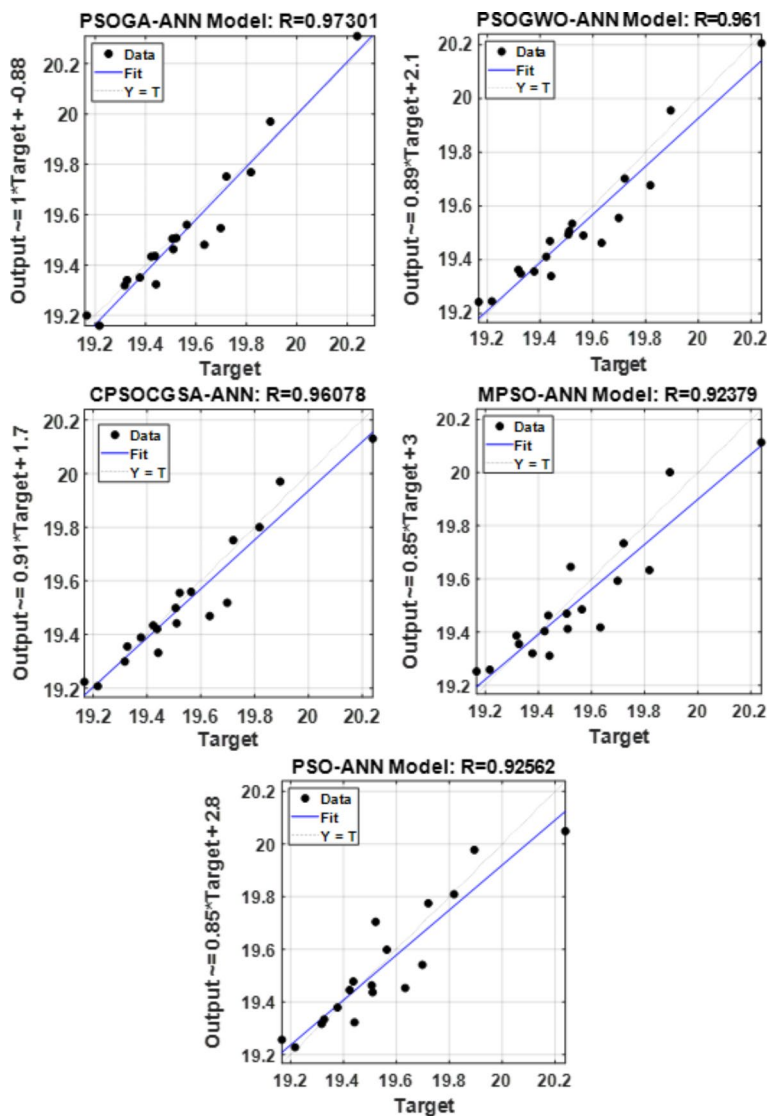 PSOGA-ANN Model: R=0.97301
Output ~= 1*Target + -0.88
Data
Fit
Y = T
20.2
20
19.8
19.6
19.4
19.2
19.2 19.4 19.6 19.8 20 20.2
Target
PSOGWO-ANN Model: R=0.961
Output ~= 0.89*Target + 2.1
Data
Fit
Y = T
20.2
20
19.8
19.6
19.4
19.2
19.2 19.4 19.6 19.8 20 20.2
Target
CPSOCGSA-ANN: R=0.96078
Output ~= 0.91*Target + 1.7
Data
Fit
Y = T
20.2
20
19.8
19.6
19.4
19.2
19.2 19.4 19.6 19.8 20 20.2
Target
MPSO-ANN Model: R=0.92379
Output ~= 0.85*Target + 3
Data
Fit
Y = T
20.2
20
19.8
19.6
19.4
19.2
19.2 19.4 19.6 19.8 20 20.2
Target
PSO-ANN Model: R=0.92562
Output ~= 0.85*Target + 2.8
Data
Fit
Y = T
20.2
20
19.8
19.6
19.4
19.2
19.2 19.4 19.6 19.8 20 20.2
Target